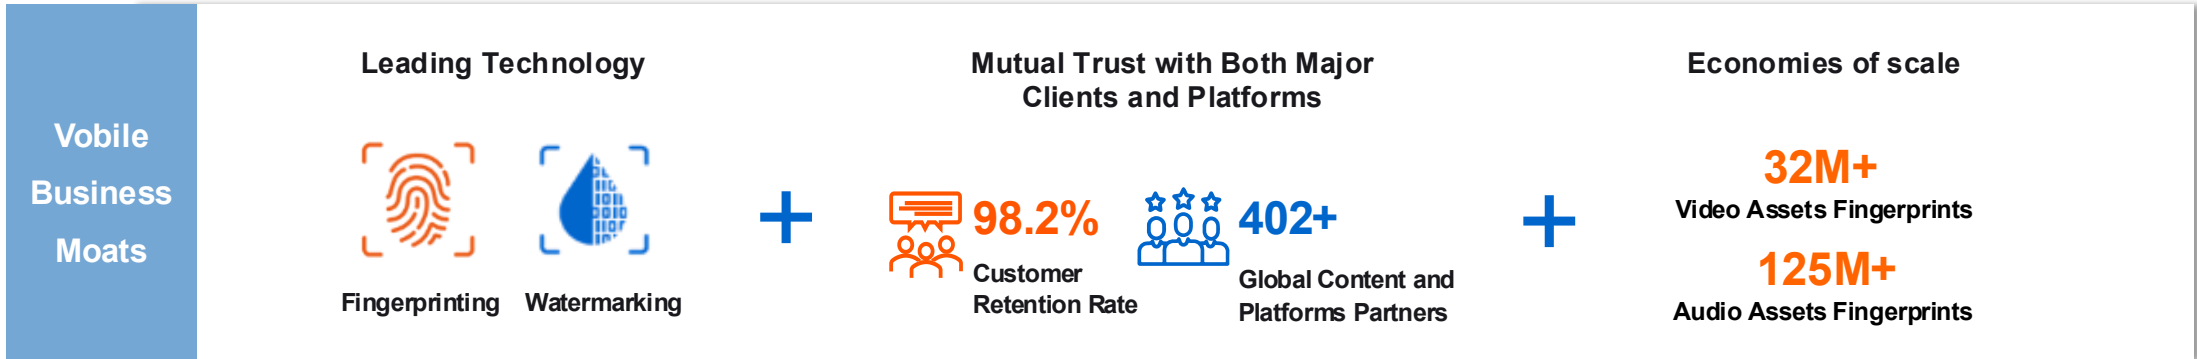 Vobile
Business
Moats
Leading Technology
Fingerprinting
Watermarking
+
Mutual Trust with Both Major
Clients and Platforms
98.2%
Customer
Retention Rate
402+
Global Content and
Platforms Partners
+
Economies of scale
32M+
Video Assets Fingerprints
125M+
Audio Assets Fingerprints